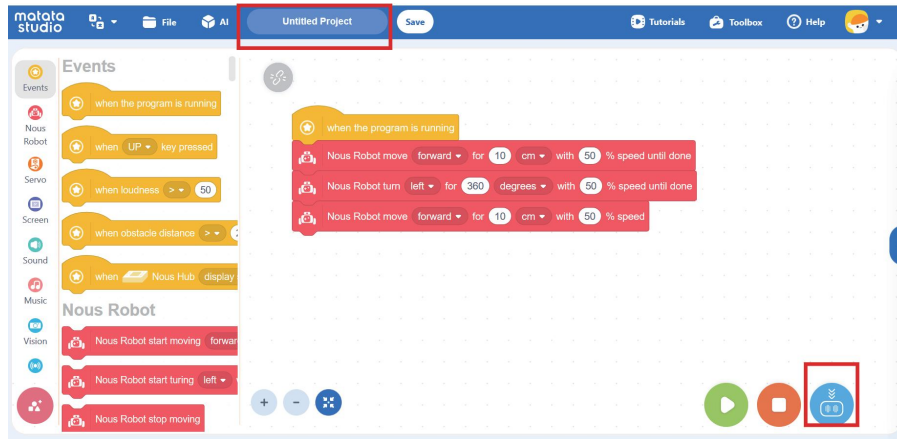 matata studio
File
AI
Untitled Project
Save
Tutorials
Toolbox
Help
Events
Nous Robot
Servo
Screen
Sound
Music
Vision
Events
when the program is running
when UP key pressed
when loudness > 50
when obstacle distance >
when Nous Hub display
Nous Robot
Nous Robot start moving forwar
Nous Robot start turing left
Nous Robot stop moving
when the program is running
Nous Robot move forward for 10 cm with 50 % speed until done
Nous Robot turn left for 360 degrees with 50 % speed until done
Nous Robot move forward for 10 cm with 50 % speed